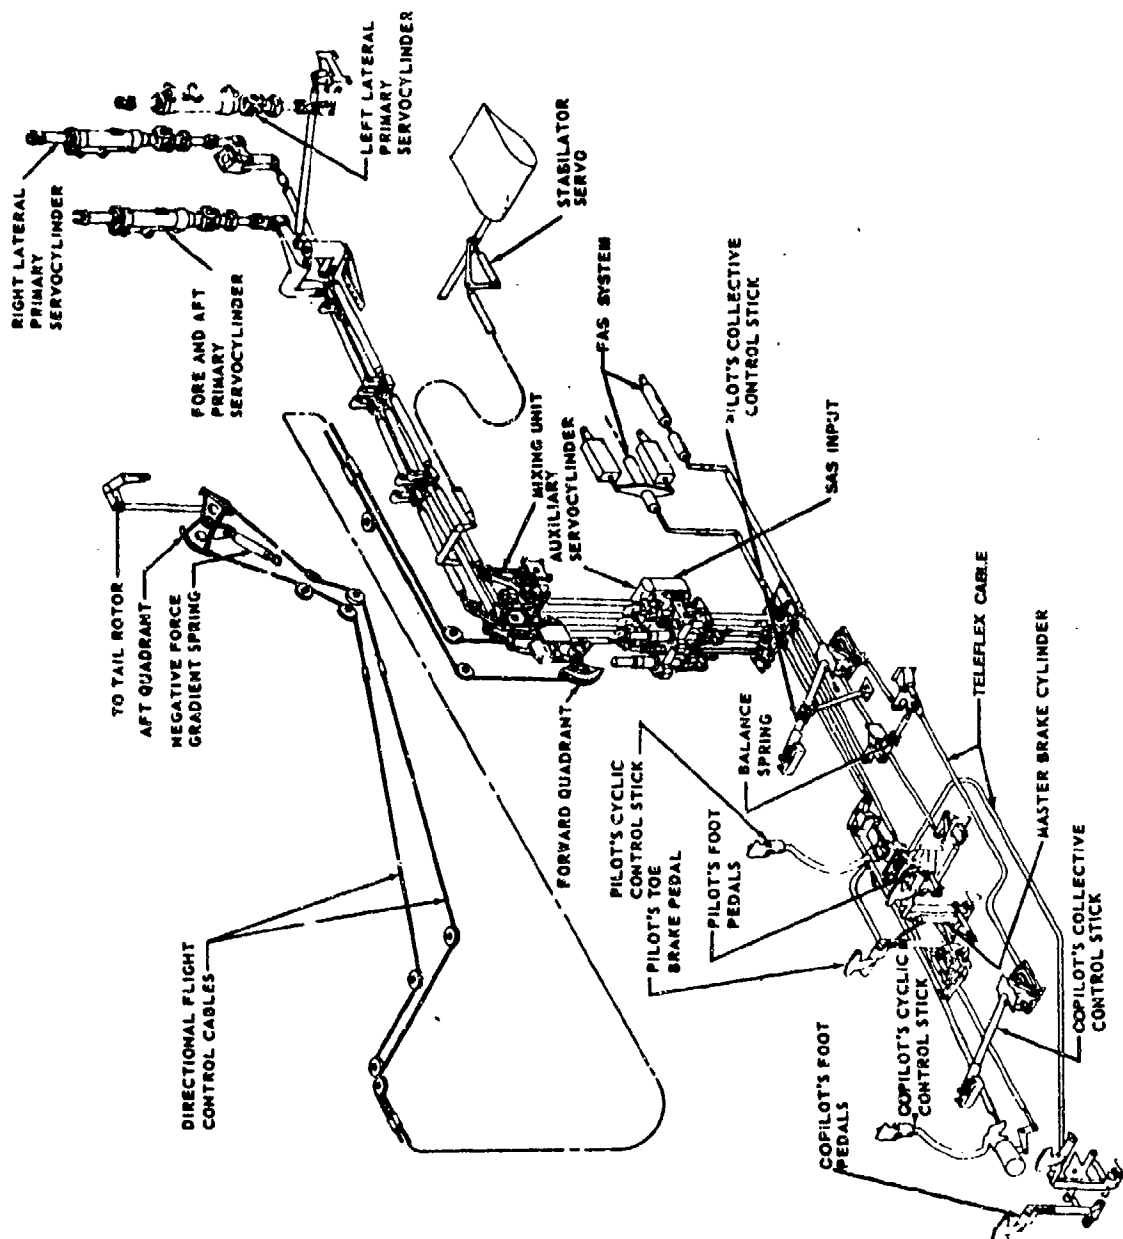 RIGHT LATERAL
PRIMARY
SERVOCYLINDER
FORE AND AFT
PRIMARY
SERVOCYLINDER
LEFT LATERAL
PRIMARY
SERVOCYLINDER
STABILATOR
SERVO
TO TAIL ROTOR
AFT QUADRANT
NEGATIVE FORCE
GRADIENT SPRING
MIXING UNIT
AUXILIARY
SERVOCYLINDER
FAS SYSTEM
PILOT'S COLLECTIVE
CONTROL STICK
SAS INPUT
DIRECTIONAL FLIGHT
CONTROL CABLES
FORWARD QUADRANT
PILOT'S CYCLIC
CONTROL STICK
PILOT'S TOE
BRAKE PEDAL
PILOT'S FOOT
PEDALS
BALANCE
SPRING
TELEFLEX CABLE
MASTER BRAKE CYLINDER
COPILOT'S FOOT
PEDALS
COPILOT'S CYCLIC
CONTROL STICK
COPILOT'S COLLECTIVE
CONTROL STICK